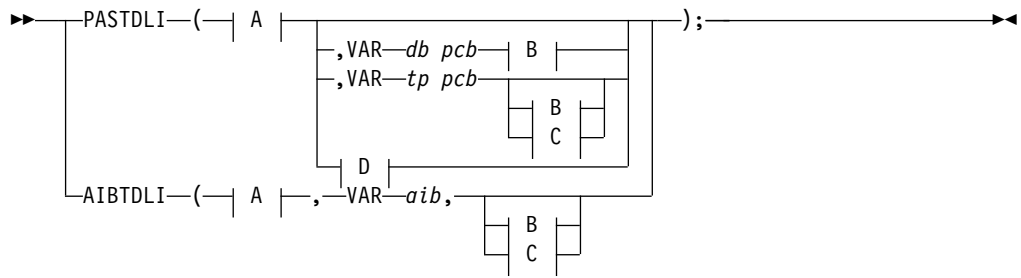 PASTDLI ( A );
,VAR db pcb B
,VAR tp pcb
B
C
D
AIBTDLI ( A , VAR aib,
B
C